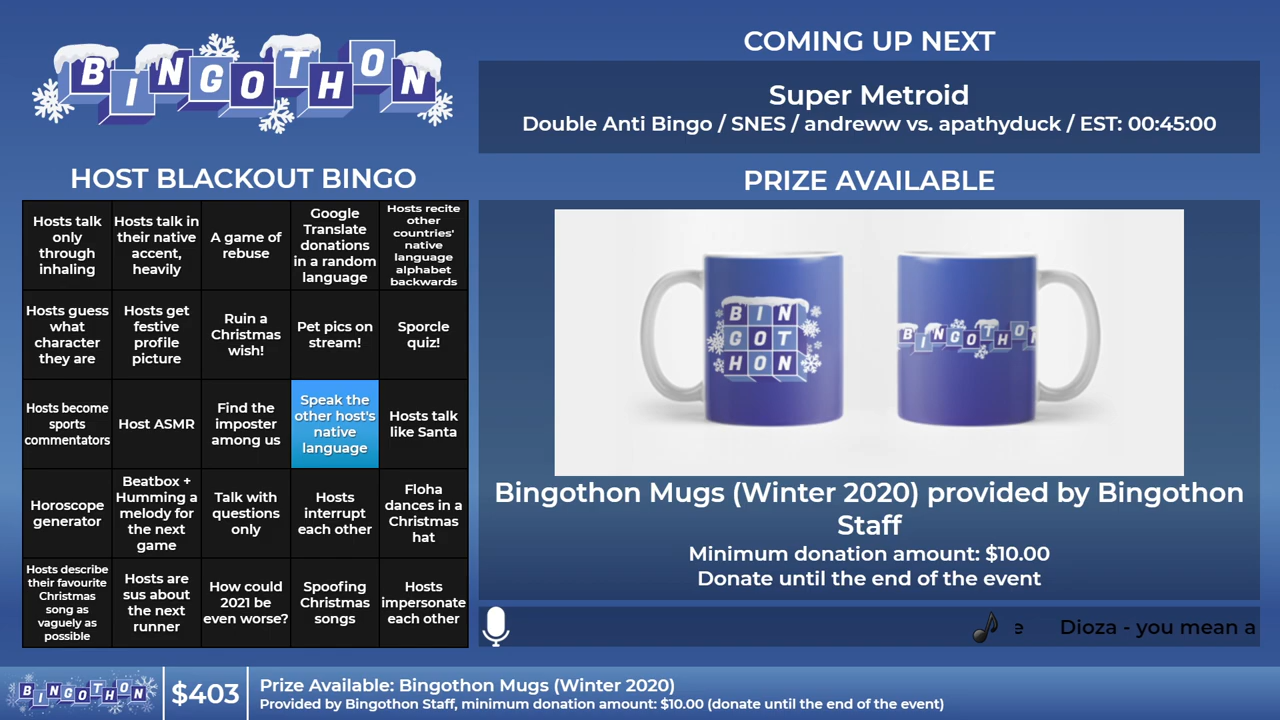 BINGOTHON
COMING UP NEXT
Super Metroid
Double Anti Bingo / SNES / andreww vs. apathyduck / EST: 00:45:00
HOST BLACKOUT BINGO
Hosts talk
only
through
inhaling
Hosts talk in
their native
accent,
heavily
A game of
rebuse
Google
Translate
donations
in a random
language
Hosts recite
other
countries'
native
language
alphabet
backwards
Hosts guess
what
character
they are
Hosts get
festive
profile
picture
Ruin a
Christmas
wish!
Pet pics on
stream!
Sporcle
quiz!
Hosts become
sports
commentators
Host ASMR
Find the
imposter
among us
Speak the
other host's
native
language
Hosts talk
like Santa
Horoscope
generator
Beatbox +
Humming a
melody for
the next
game
Talk with
questions
only
Hosts
interrupt
each other
Floha
dances in a
Christmas
hat
Hosts describe
their favourite
Christmas
song as
vaguely as
possible
Hosts are
sus about
the next
runner
How could
2021 be
even worse?
Spoofing
Christmas
songs
Hosts
impersonate
each other
PRIZE AVAILABLE
BIN
GOT
HON
BINGOTHON
Bingothon Mugs (Winter 2020) provided by Bingothon
Staff
Minimum donation amount: $10.00
Donate until the end of the event
e Dioza - you mean a
BINGOTHON
$403
Prize Available: Bingothon Mugs (Winter 2020)
Provided by Bingothon Staff, minimum donation amount: $10.00 (donate until the end of the event)